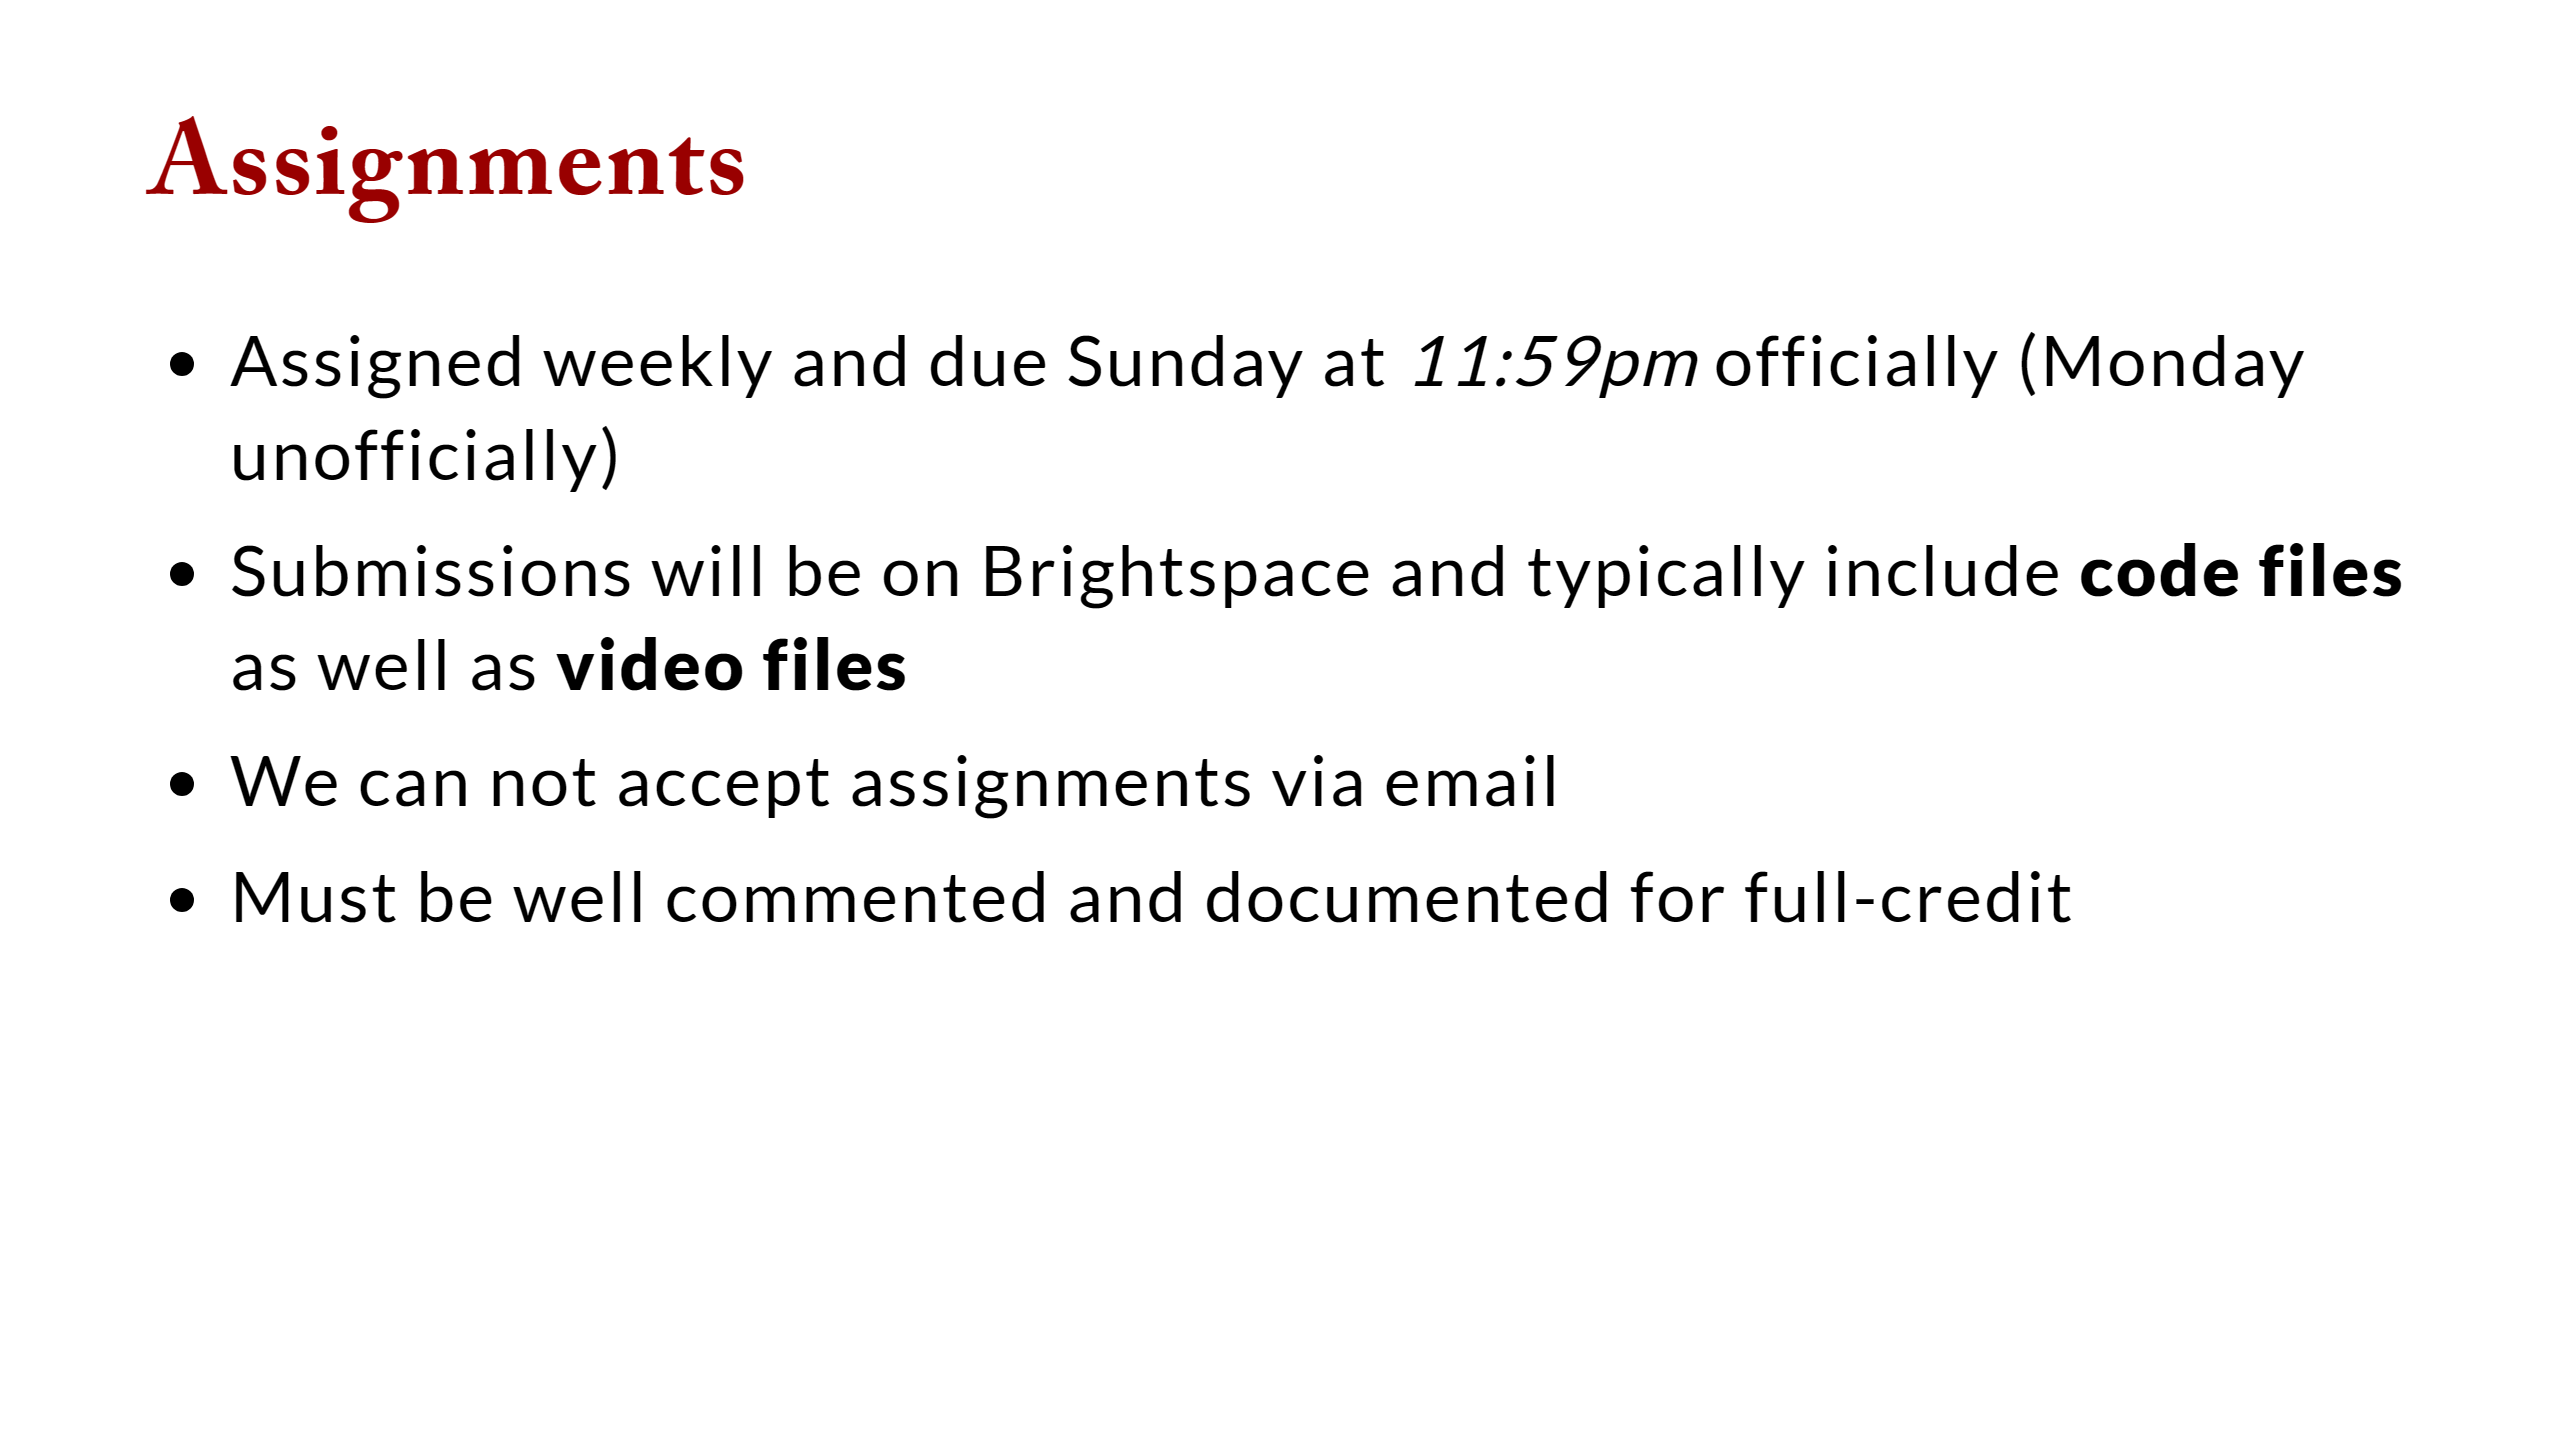 Assignments
• Assigned weekly and due Sunday at 11:59pm officially (Monday
unofficially)
• Submissions will be on Brightspace and typically include code files
as well as video files
• We can not accept assignments via email
• Must be well commented and documented for full-credit